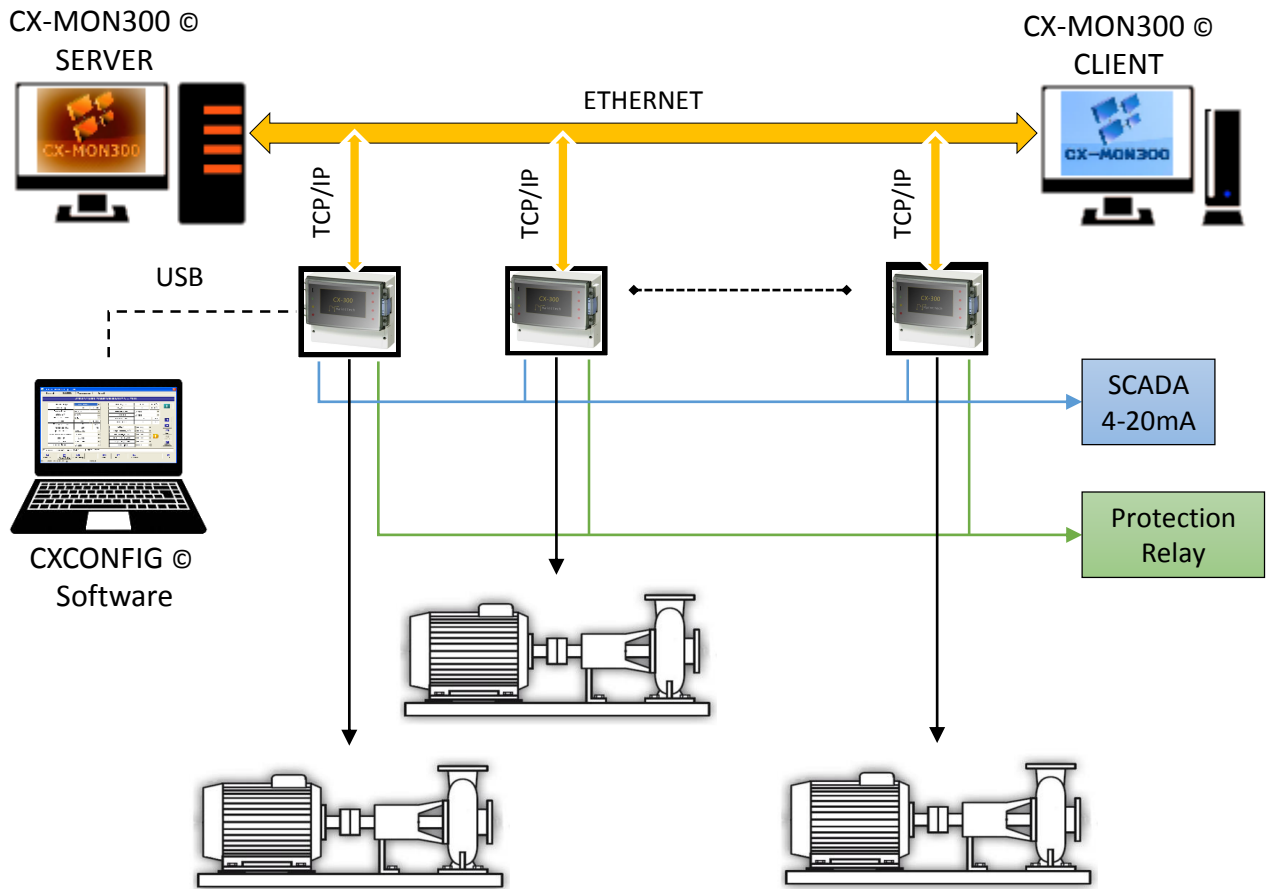 CX-MON300 ©
SERVER
CX-MON300 ©
CLIENT
CX-MON300
ETHERNET
CX-MON300
TCP/IP
TCP/IP
TCP/IP
USB
CX-300
CX-300
CX-300
SCADA
4-20mA
Protection
Relay
CXCONFIG ©
Software